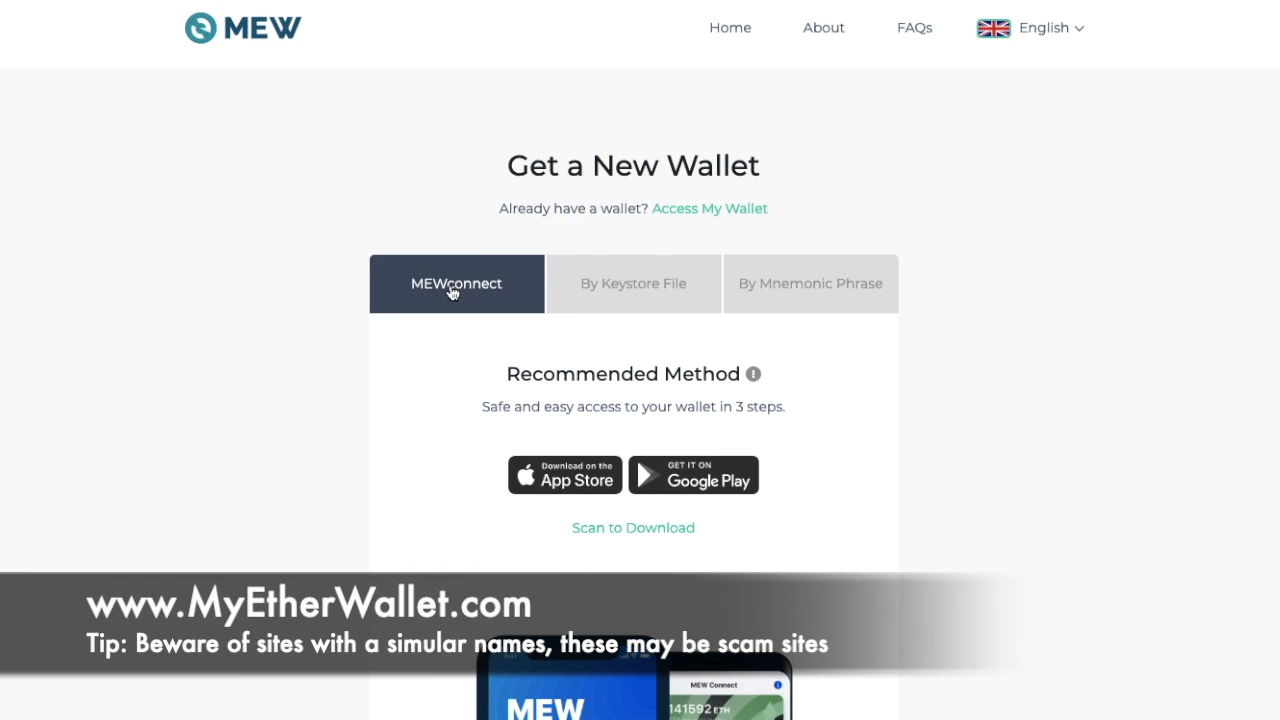 MEW
Home
About
FAQs
English
Get a New Wallet
Already have a wallet? Access My Wallet
MEWconnect
By Keystore File
By Mnemonic Phrase
Recommended Method
Safe and easy access to your wallet in 3 steps.
Download on the
App Store
GET IT ON
Google Play
Scan to Download
www.MyEtherWallet.com
Tip: Beware of sites with a simular names, these may be scam sites
MEW Connect
MEW
141592 ETH